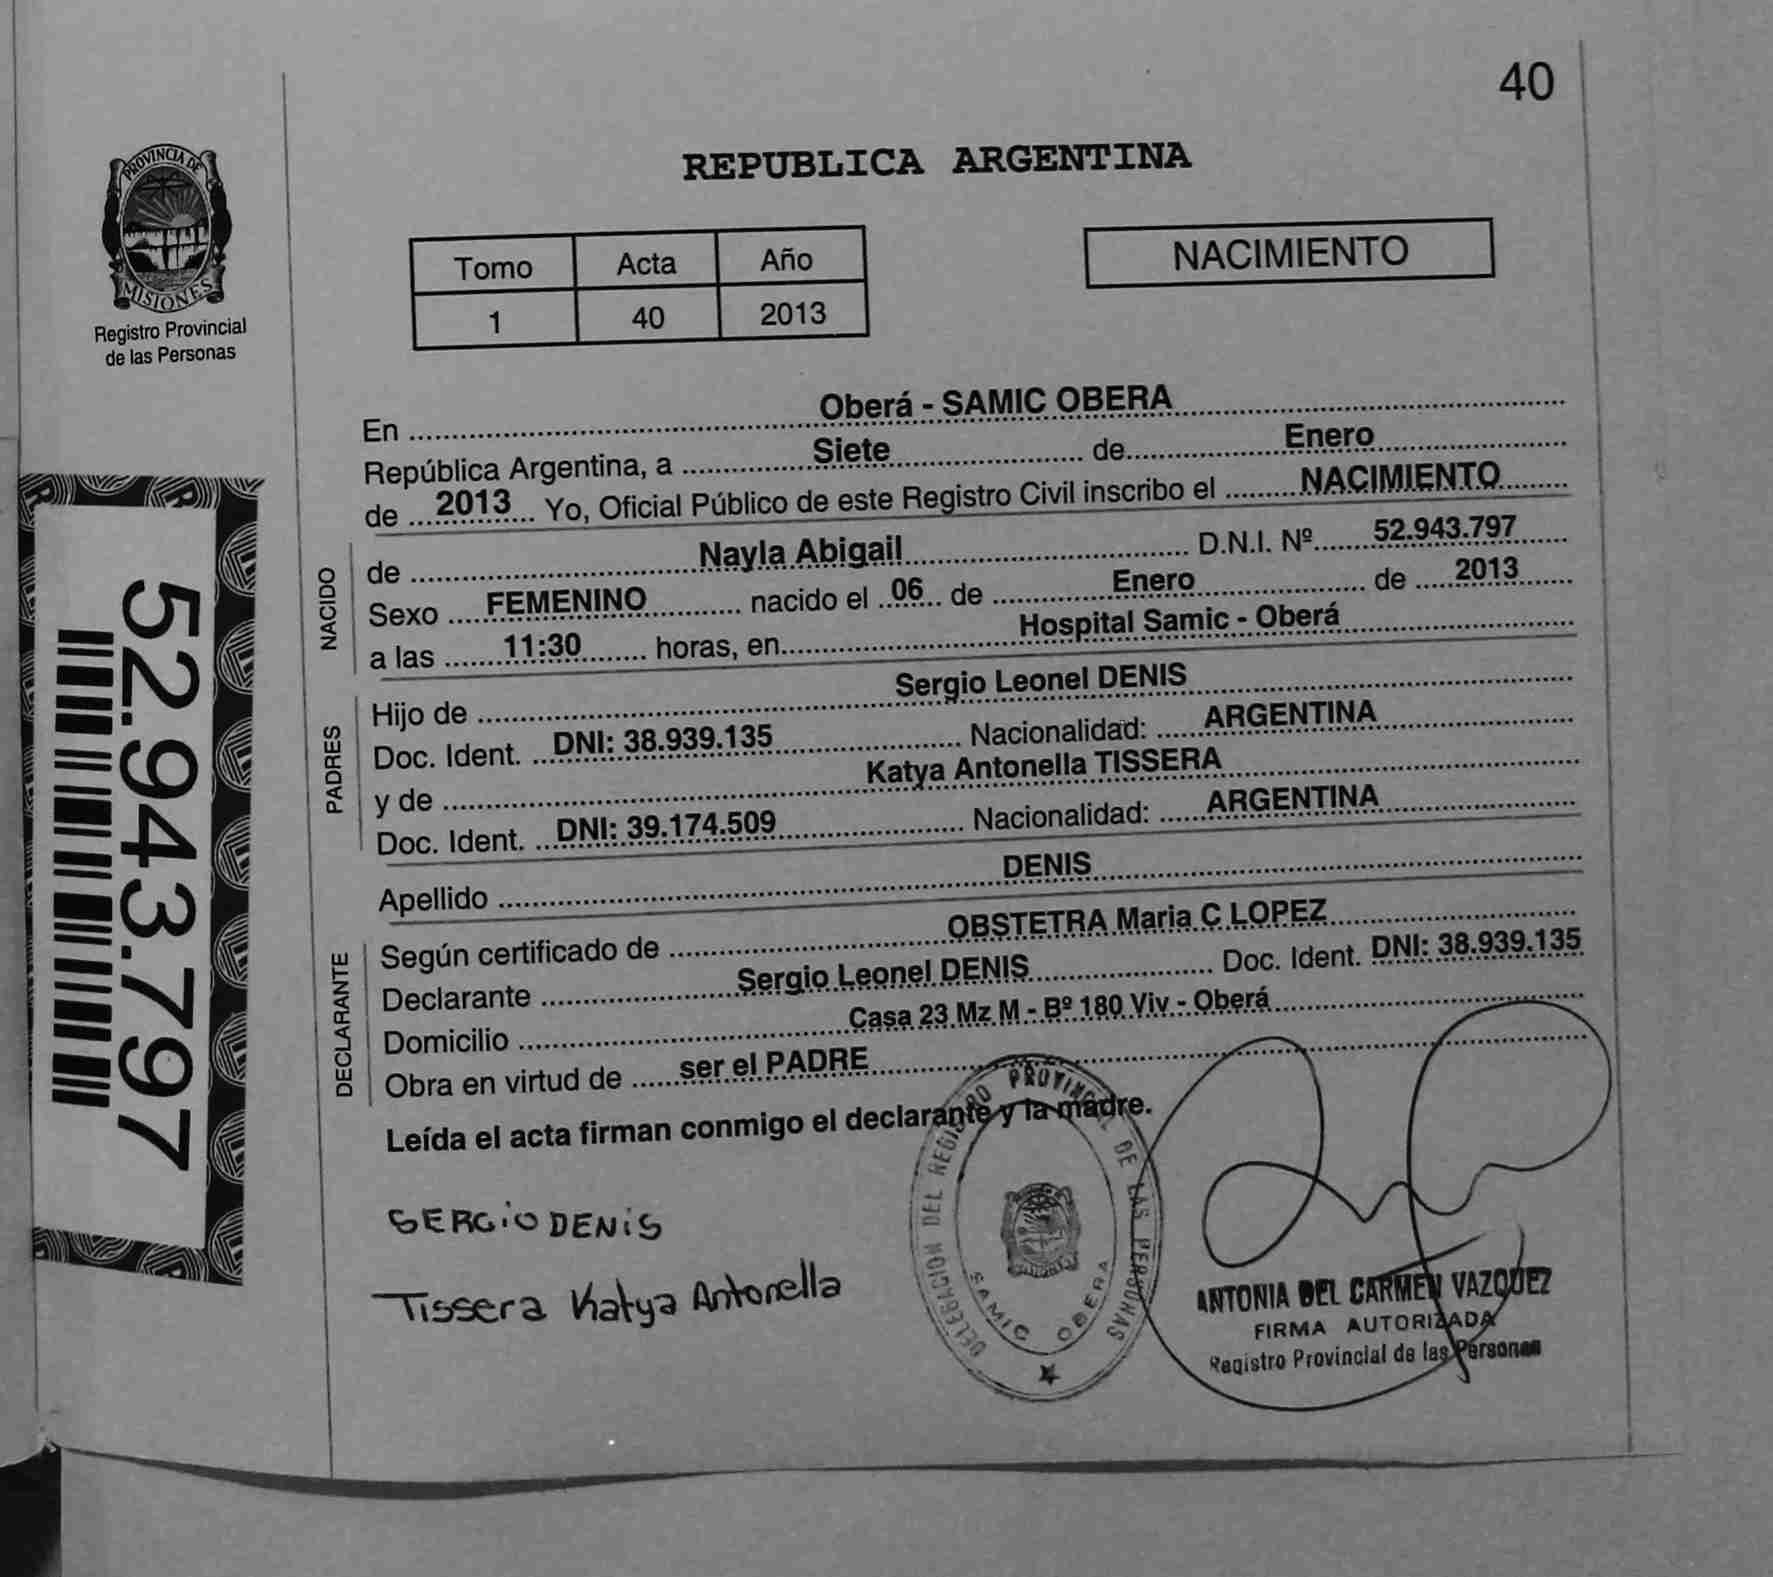 40
PROVINCIA DE
MISIONES
Registro Provincial
de las Personas
REPUBLICA ARGENTINA
Tomo Acta Año
1 40 2013
NACIMIENTO
En Oberá - SAMIC OBERA
República Argentina, a Siete de Enero
de 2013 Yo, Oficial Público de este Registro Civil inscribo el NACIMIENTO
NACIDO
de Nayla Abigail D.N.I. Nº 52.943.797
Sexo FEMENINO nacido el 06 de Enero de 2013
a las 11:30 horas, en Hospital Samic - Oberá
PADRES
Hijo de Sergio Leonel DENIS
Doc. Ident. DNI: 38.939.135 Nacionalidad: ARGENTINA
y de Katya Antonella TISSERA
Doc. Ident. DNI: 39.174.509 Nacionalidad: ARGENTINA
Apellido DENIS
DECLARANTE
Según certificado de OBSTETRA Maria C LOPEZ
Declarante Sergio Leonel DENIS Doc. Ident. DNI: 38.939.135
Domicilio Casa 23 Mz M - Bº 180 Viv - Oberá
Obra en virtud de ser el PADRE
Leída el acta firman conmigo el declarante y la madre.
SERGIO DENIS
Tissera Katya Antonella
DELEGACION DEL REGISTRO PROVINCIAL DE LAS PERSONAS
SAMIC OBERA
ANTONIA DEL CARMEN VAZQUEZ
FIRMA AUTORIZADA
Registro Provincial de las Personas
52.943.797